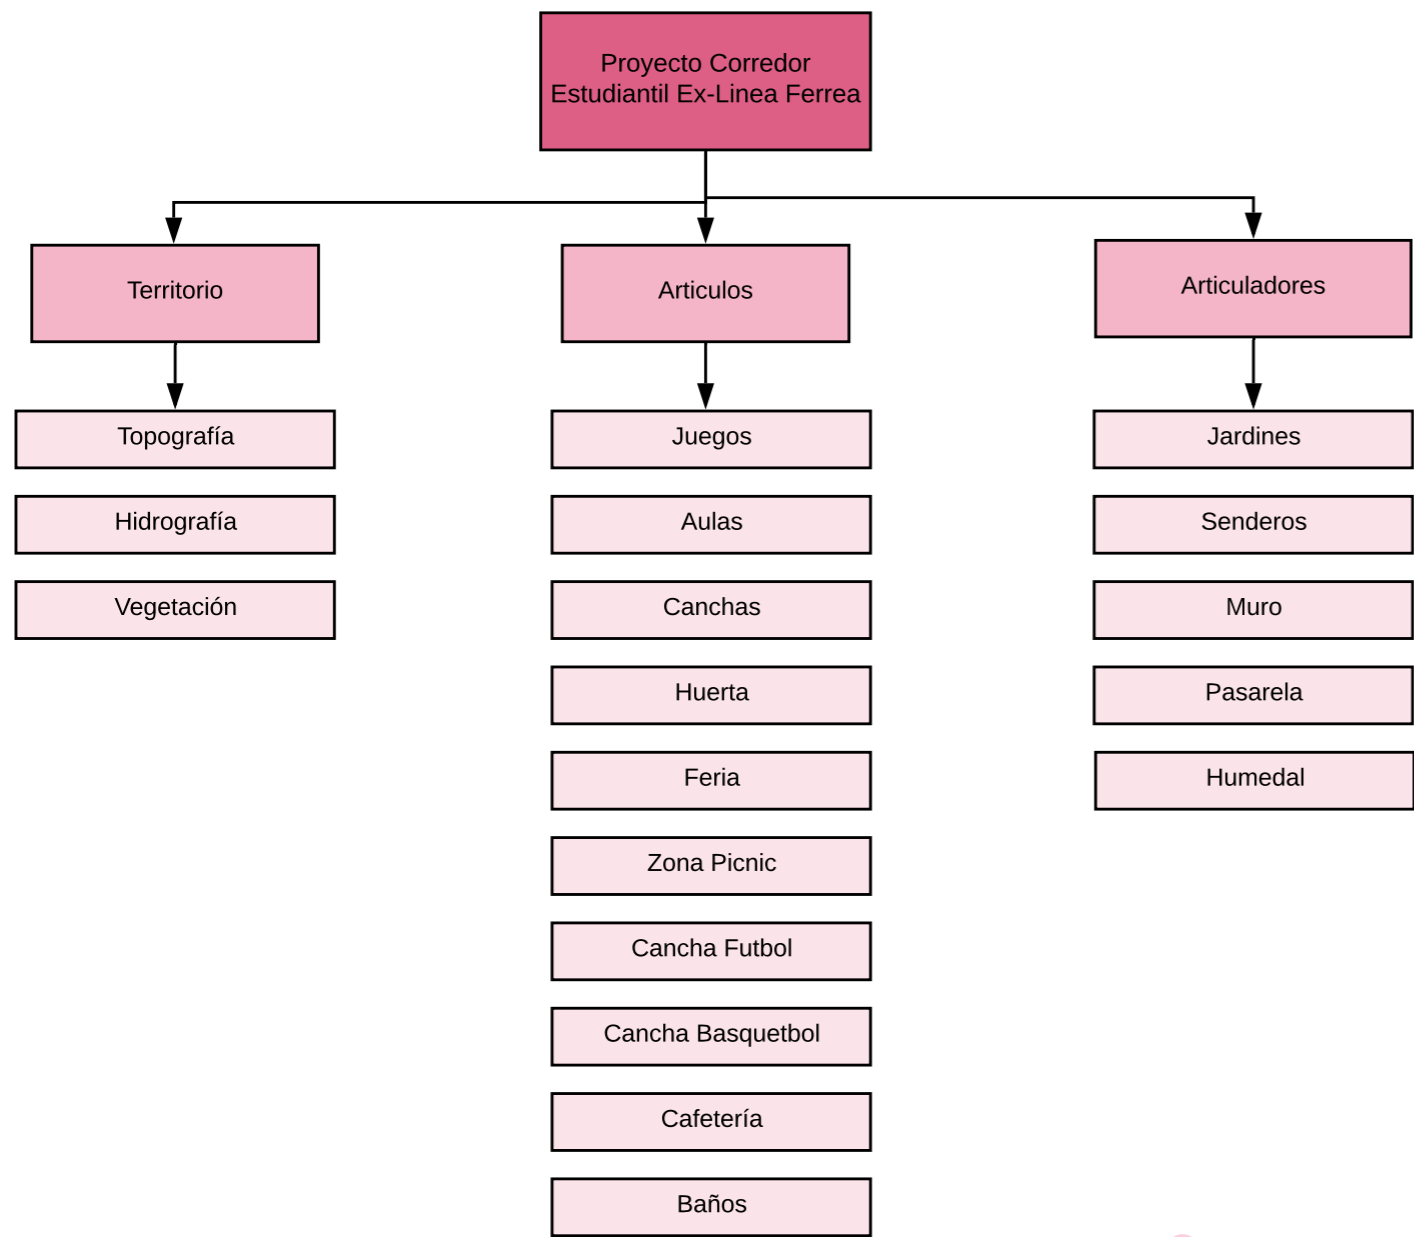 Proyecto Corredor
Estudiantil Ex-Linea Ferrea
Territorio
Articulos
Articuladores
Topografía
Hidrografía
Vegetación
Juegos
Aulas
Canchas
Huerta
Feria
Zona Picnic
Cancha Futbol
Cancha Basquetbol
Cafetería
Baños
Jardines
Senderos
Muro
Pasarela
Humedal